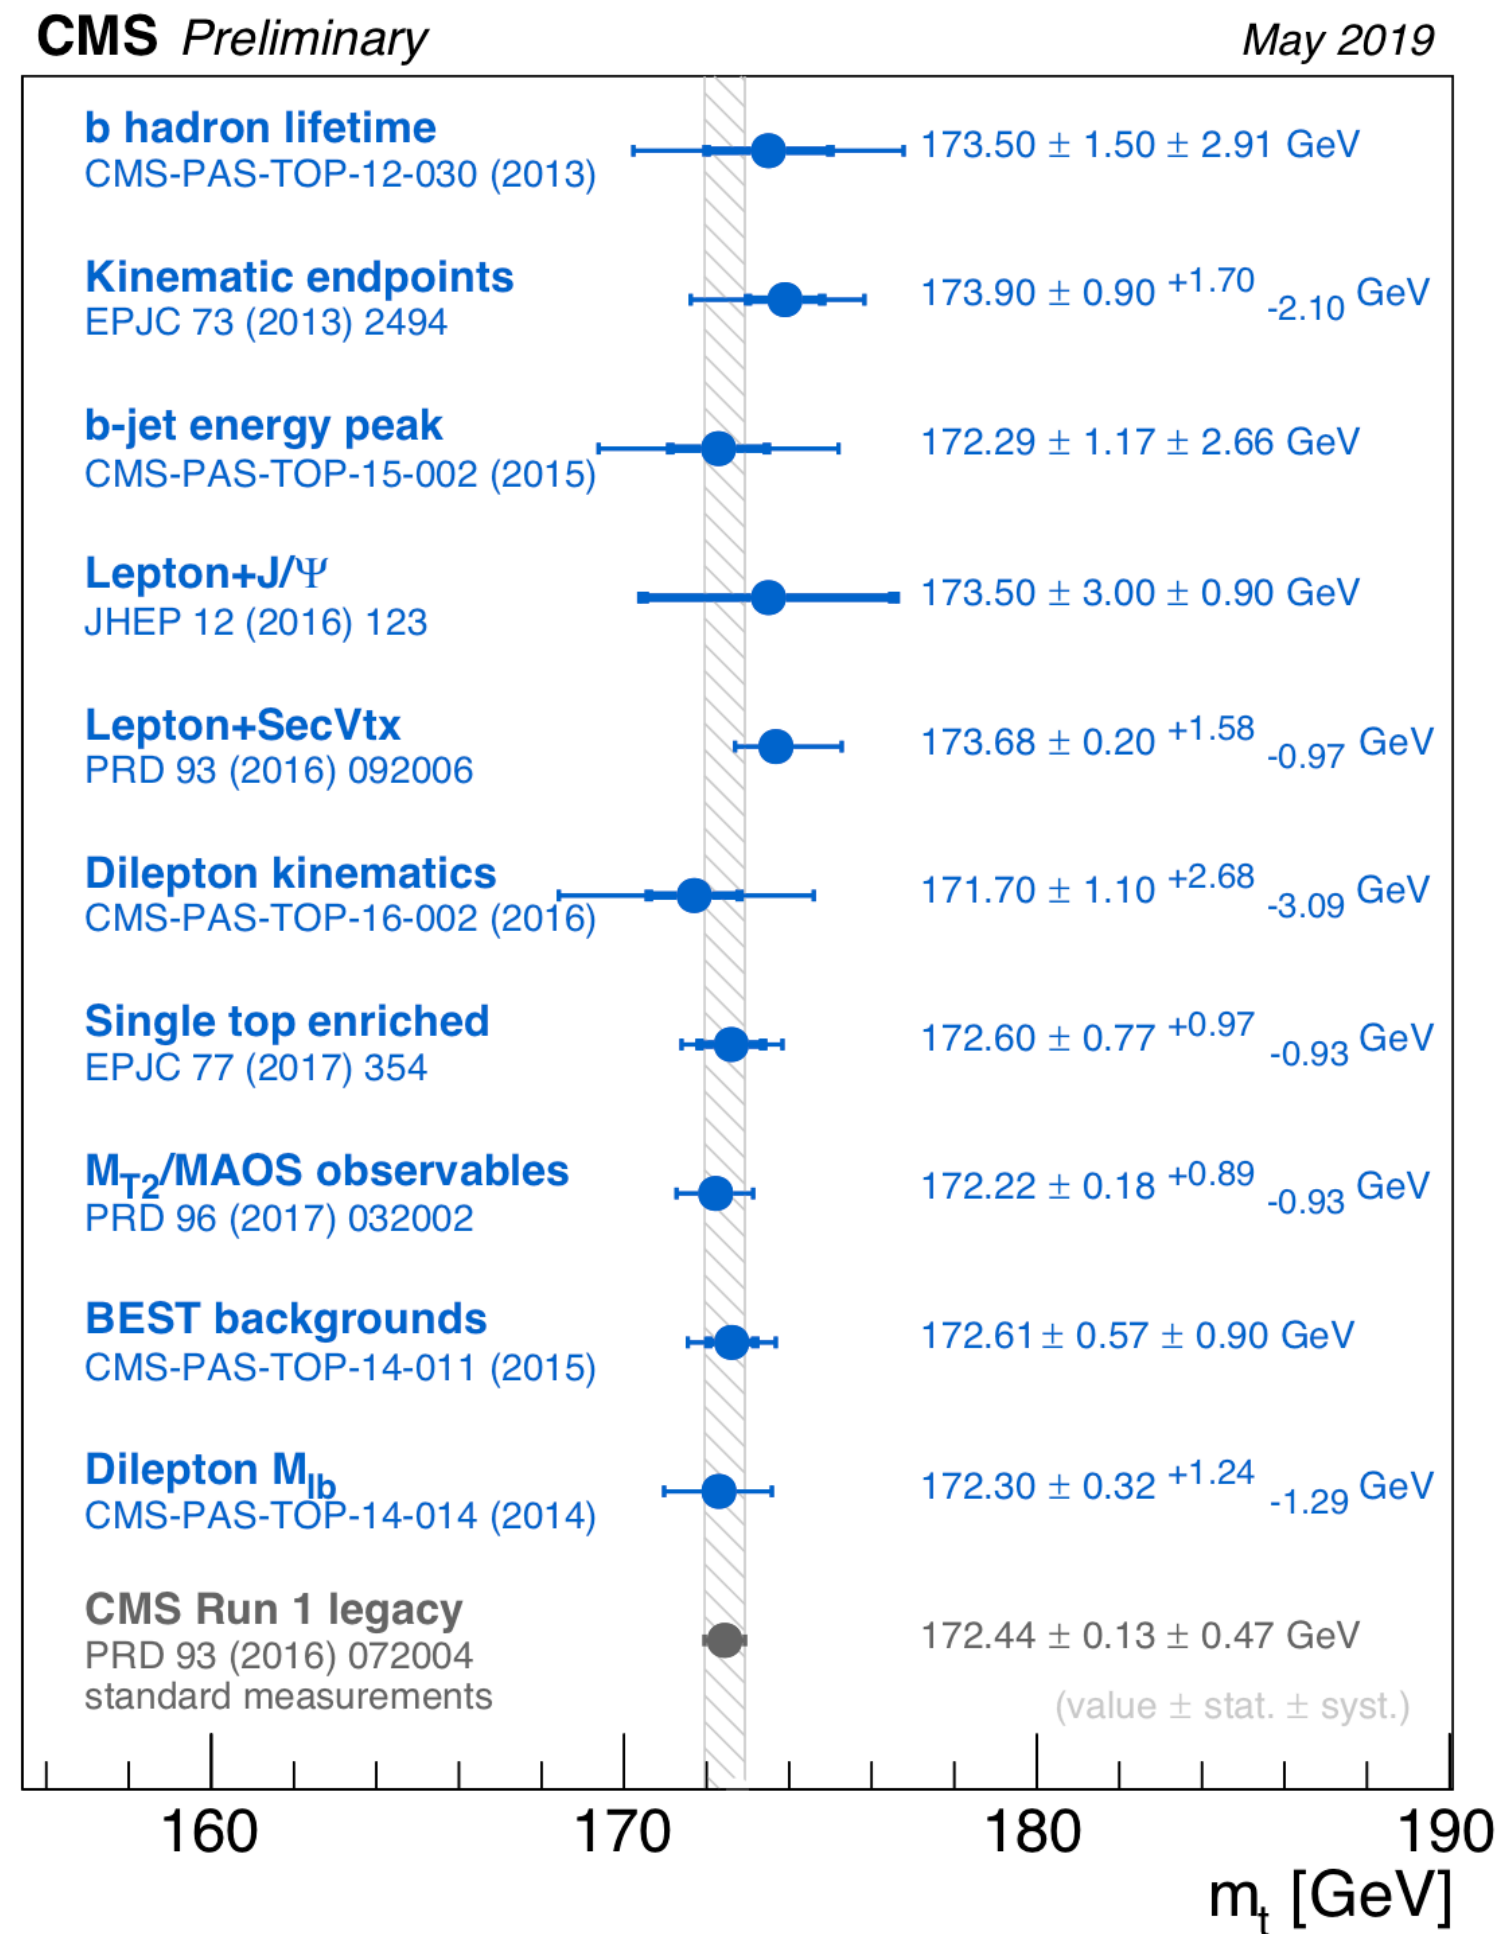 CMS Preliminary May 2019
b hadron lifetime 173.50 ± 1.50 ± 2.91 GeV
CMS-PAS-TOP-12-030 (2013)
Kinematic endpoints 173.90 ± 0.90 +1.70 -2.10 GeV
EPJC 73 (2013) 2494
b-jet energy peak 172.29 ± 1.17 ± 2.66 GeV
CMS-PAS-TOP-15-002 (2015)
Lepton+J/Ψ 173.50 ± 3.00 ± 0.90 GeV
JHEP 12 (2016) 123
Lepton+SecVtx 173.68 ± 0.20 +1.58 -0.97 GeV
PRD 93 (2016) 092006
Dilepton kinematics 171.70 ± 1.10 +2.68 -3.09 GeV
CMS-PAS-TOP-16-002 (2016)
Single top enriched 172.60 ± 0.77 +0.97 -0.93 GeV
EPJC 77 (2017) 354
MT2/MAOS observables 172.22 ± 0.18 +0.89 -0.93 GeV
PRD 96 (2017) 032002
BEST backgrounds 172.61 ± 0.57 ± 0.90 GeV
CMS-PAS-TOP-14-011 (2015)
Dilepton Mlb 172.30 ± 0.32 +1.24 -1.29 GeV
CMS-PAS-TOP-14-014 (2014)
CMS Run 1 legacy 172.44 ± 0.13 ± 0.47 GeV
PRD 93 (2016) 072004
standard measurements (value ± stat. ± syst.)
160 170 180 190
mt [GeV]